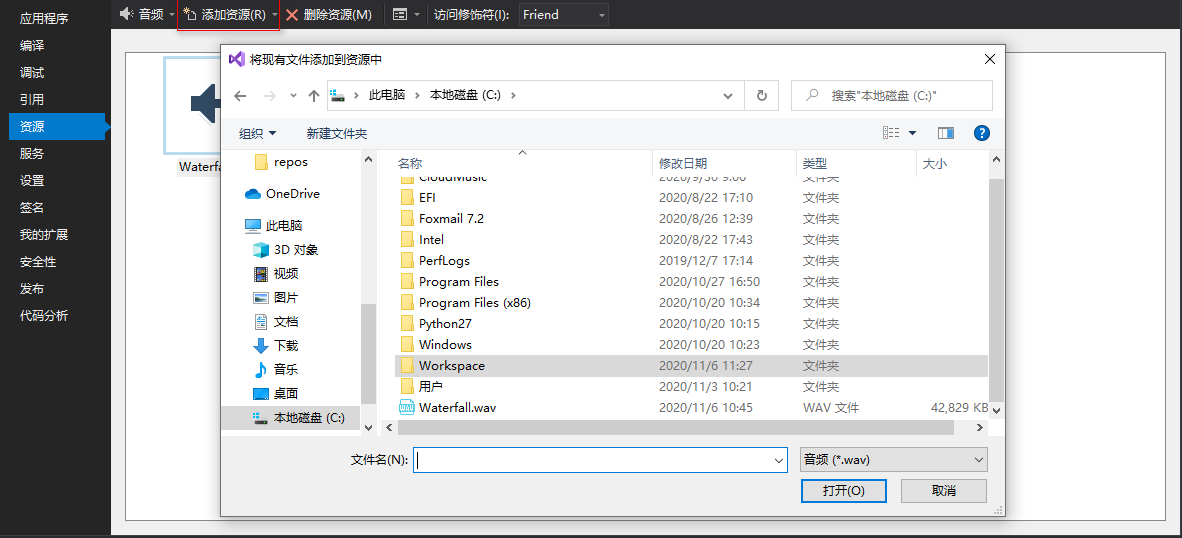 音频 添加资源(R) 删除资源(M) 访问修饰符(I): Friend
应用程序
编译
调试
引用
资源
服务
设置
签名
我的扩展
安全性
发布
代码分析
将现有文件添加到资源中
此电脑 本地磁盘 (C:) 搜索"本地磁盘 (C:)"
组织 新建文件夹
repos
OneDrive
此电脑
3D 对象
视频
图片
文档
下载
音乐
桌面
本地磁盘 (C:)
名称 修改日期 类型 大小
CloudMusic 2020/9/30 9:00 文件夹
EFI 2020/8/22 17:10 文件夹
Foxmail 7.2 2020/8/26 12:39 文件夹
Intel 2020/8/22 17:43 文件夹
PerfLogs 2019/12/7 17:14 文件夹
Program Files 2020/10/27 16:50 文件夹
Program Files (x86) 2020/10/20 10:34 文件夹
Python27 2020/10/20 10:15 文件夹
Windows 2020/10/20 10:23 文件夹
Workspace 2020/11/6 11:27 文件夹
用户 2020/11/3 10:21 文件夹
Waterfall.wav 2020/11/6 10:45 WAV 文件 42,829 KB
文件名(N): 音频 (*.wav)
打开(O) 取消